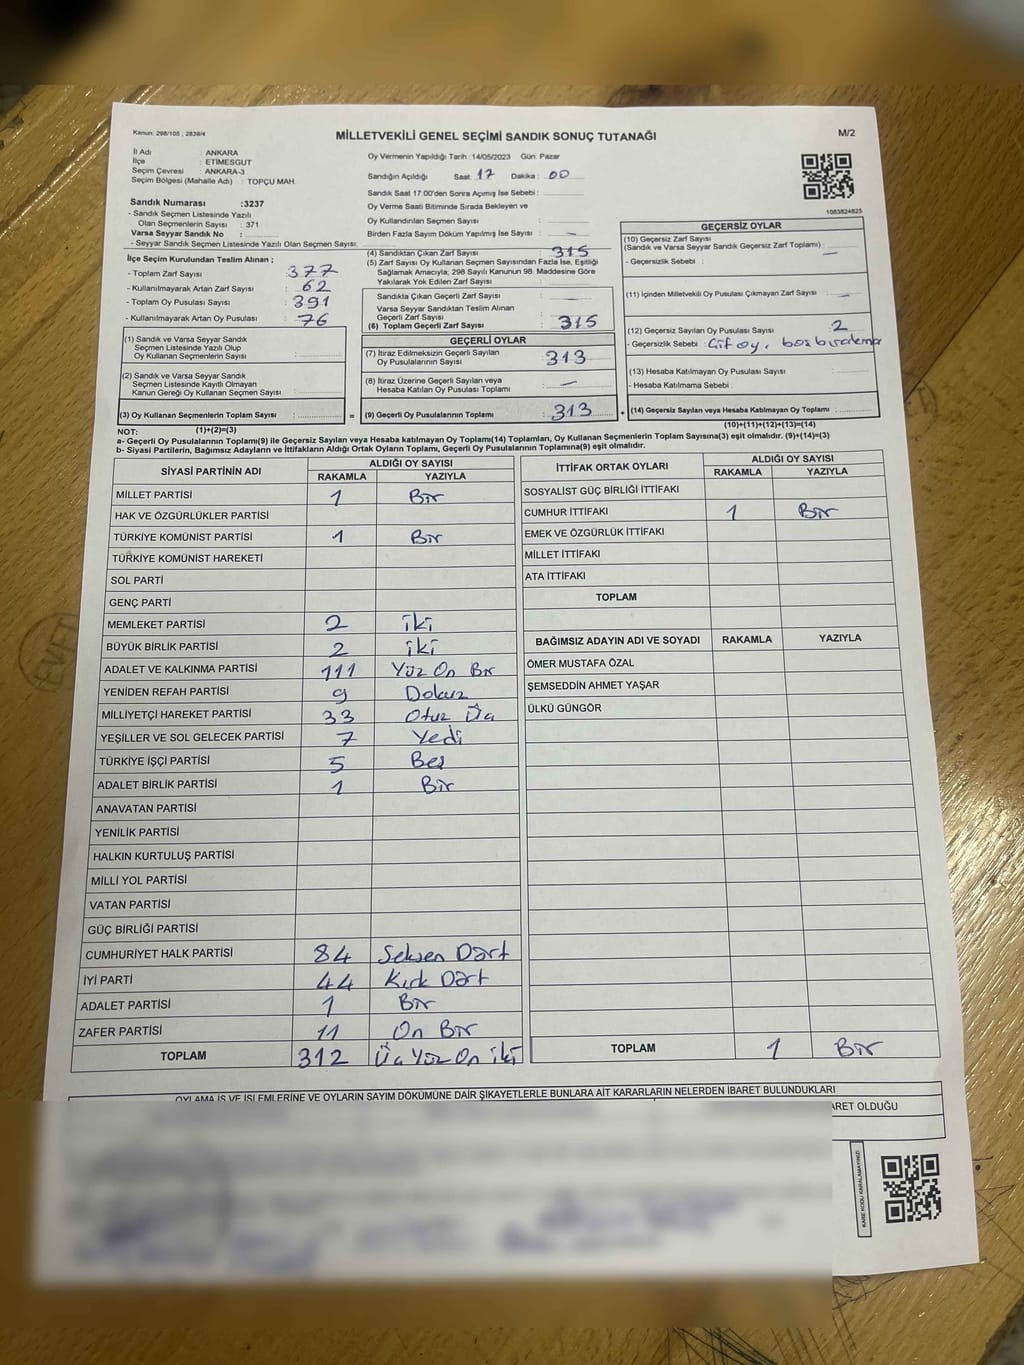 Kanun: 298/105 , 2839/4
MİLLETVEKİLİ GENEL SEÇİMİ SANDIK SONUÇ TUTANAĞI
M/2
İl Adı : ANKARA
İlçe : ETİMESGUT
Seçim Çevresi : ANKARA-3
Seçim Bölgesi (Mahalle Adı) : TOPÇU MAH.
Oy Vermenin Yapıldığı Tarih :14/05/2023 Gün: Pazar
Sandığın Açıldığı Saat : 17 Dakika : 00
Sandık Saat 17:00'den Sonra Açımış İse Sebebi :
Oy Verme Saati Bitiminde Sırada Bekleyen ve
Oy Kullandırılan Seçmen Sayısı :
Birden Fazla Sayım Döküm Yapılmış İse Sayısı : —
1083824825
Sandık Numarası :3237
- Sandık Seçmen Listesinde Yazılı
Olan Seçmenlerin Sayısı : 371
Varsa Seyyar Sandık No :
- Seyyar Sandık Seçmen Listesinde Yazılı Olan Seçmen Sayısı:
İlçe Seçim Kurulundan Teslim Alınan ;
- Toplam Zarf Sayısı : 377
- Kullanılmayarak Artan Zarf Sayısı : 62
- Toplam Oy Pusulası Sayısı : 391
- Kullanılmayarak Artan Oy Pusulası : 76
(1) Sandık ve Varsa Seyyar Sandık
Seçmen Listesinde Yazılı Olup
Oy Kullanan Seçmenlerin Sayısı :
(2) Sandık ve Varsa Seyyar Sandık
Seçmen Listesinde Kayıtlı Olmayan
Kanun Gereği Oy Kullanan Seçmen Sayısı :
(3) Oy Kullanan Seçmenlerin Toplam Sayısı :
(4) Sandıktan Çıkan Zarf Sayısı : 315
(5) Zarf Sayısı Oy Kullanan Seçmen Sayısından Fazla İse, Eşitliği
Sağlamak Amacıyla; 298 Sayılı Kanunun 98. Maddesine Göre
Yakılarak Yok Edilen Zarf Sayısı :
Sandıkta Çıkan Geçerli Zarf Sayısı : —
Varsa Seyyar Sandıktan Teslim Alınan
Geçerli Zarf Sayısı :
(6) Toplam Geçerli Zarf Sayısı : 315
GEÇERLİ OYLAR
(7) İtiraz Edilmeksizin Geçerli Sayılan
Oy Pusulalarının Sayısı : 313
(8) İtiraz Üzerine Geçerli Sayılan veya
Hesaba Katılan Oy Pusulası Toplamı : —
= (9) Geçerli Oy Pusulalarının Toplamı : 313
GEÇERSİZ OYLAR
(10) Geçersiz Zarf Sayısı
(Sandık ve Varsa Seyyar Sandık Geçersiz Zarf Toplamı) : —
- Geçersizlik Sebebi :
(11) İçinden Milletvekili Oy Pusulası Çıkmayan Zarf Sayısı : —
(12) Geçersiz Sayılan Oy Pusulası Sayısı : 2
- Geçersizlik Sebebi : Çift oy, boş bırakma
(13) Hesaba Katılmayan Oy Pusulası Sayısı :
- Hesaba Katılmama Sebebi :
+ (14) Geçersiz Sayılan veya Hesaba Katılmayan Oy Toplamı :
(1)+(2)=(3)
(10)+(11)+(12)+(13)=(14)
NOT:
a- Geçerli Oy Pusulalarının Toplamı(9) ile Geçersiz Sayılan veya Hesaba katılmayan Oy Toplamı(14) Toplamları, Oy Kullanan Seçmenlerin Toplam Sayısına(3) eşit olmalıdır. (9)+(14)=(3)
b- Siyasi Partilerin, Bağımsız Adayların ve İttifakların Aldığı Ortak Oyların Toplamı, Geçerli Oy Pusulalarının Toplamına(9) eşit olmalıdır.
SİYASİ PARTİNİN ADI ALDIĞI OY SAYISI
RAKAMLA YAZIYLA
MİLLET PARTİSİ 1 Bir
HAK VE ÖZGÜRLÜKLER PARTİSİ
TÜRKİYE KOMÜNİST PARTİSİ 1 Bir
TÜRKİYE KOMÜNİST HAREKETİ
SOL PARTİ
GENÇ PARTİ
MEMLEKET PARTİSİ 2 iki
BÜYÜK BİRLİK PARTİSİ 2 iki
ADALET VE KALKINMA PARTİSİ 111 Yüz On Bir
YENİDEN REFAH PARTİSİ 9 Dokuz
MİLLİYETÇİ HAREKET PARTİSİ 33 Otuz Üç
YEŞİLLER VE SOL GELECEK PARTİSİ 7 Yedi
TÜRKİYE İŞÇİ PARTİSİ 5 Beş
ADALET BİRLİK PARTİSİ 1 Bir
ANAVATAN PARTİSİ
YENİLİK PARTİSİ
HALKIN KURTULUŞ PARTİSİ
MİLLİ YOL PARTİSİ
VATAN PARTİSİ
GÜÇ BİRLİĞİ PARTİSİ
CUMHURİYET HALK PARTİSİ 84 Seksen Dört
İYİ PARTİ 44 Kırk Dört
ADALET PARTİSİ 1 Bir
ZAFER PARTİSİ 11 On Bir
TOPLAM 312 Üç Yüz On iki
İTTİFAK ORTAK OYLARI ALDIĞI OY SAYISI
RAKAMLA YAZIYLA
SOSYALİST GÜÇ BİRLİĞİ İTTİFAKI
CUMHUR İTTİFAKI 1 Bir
EMEK VE ÖZGÜRLÜK İTTİFAKI
MİLLET İTTİFAKI
ATA İTTİFAKI
TOPLAM
BAĞIMSIZ ADAYIN ADI VE SOYADI RAKAMLA YAZIYLA
ÖMER MUSTAFA ÖZAL
ŞEMSEDDİN AHMET YAŞAR
ÜLKÜ GÜNGÖR
TOPLAM 1 Bir
OYLAMA İŞ VE İŞLEMLERİNE VE OYLARIN SAYIM DÖKÜMÜNE DAİR ŞİKAYETLERLE BUNLARA AİT KARARLARIN NELERDEN İBARET BULUNDUKLARI
ARET OLDUĞU
KARE KODU KARALAMAYINIZ!
EVET